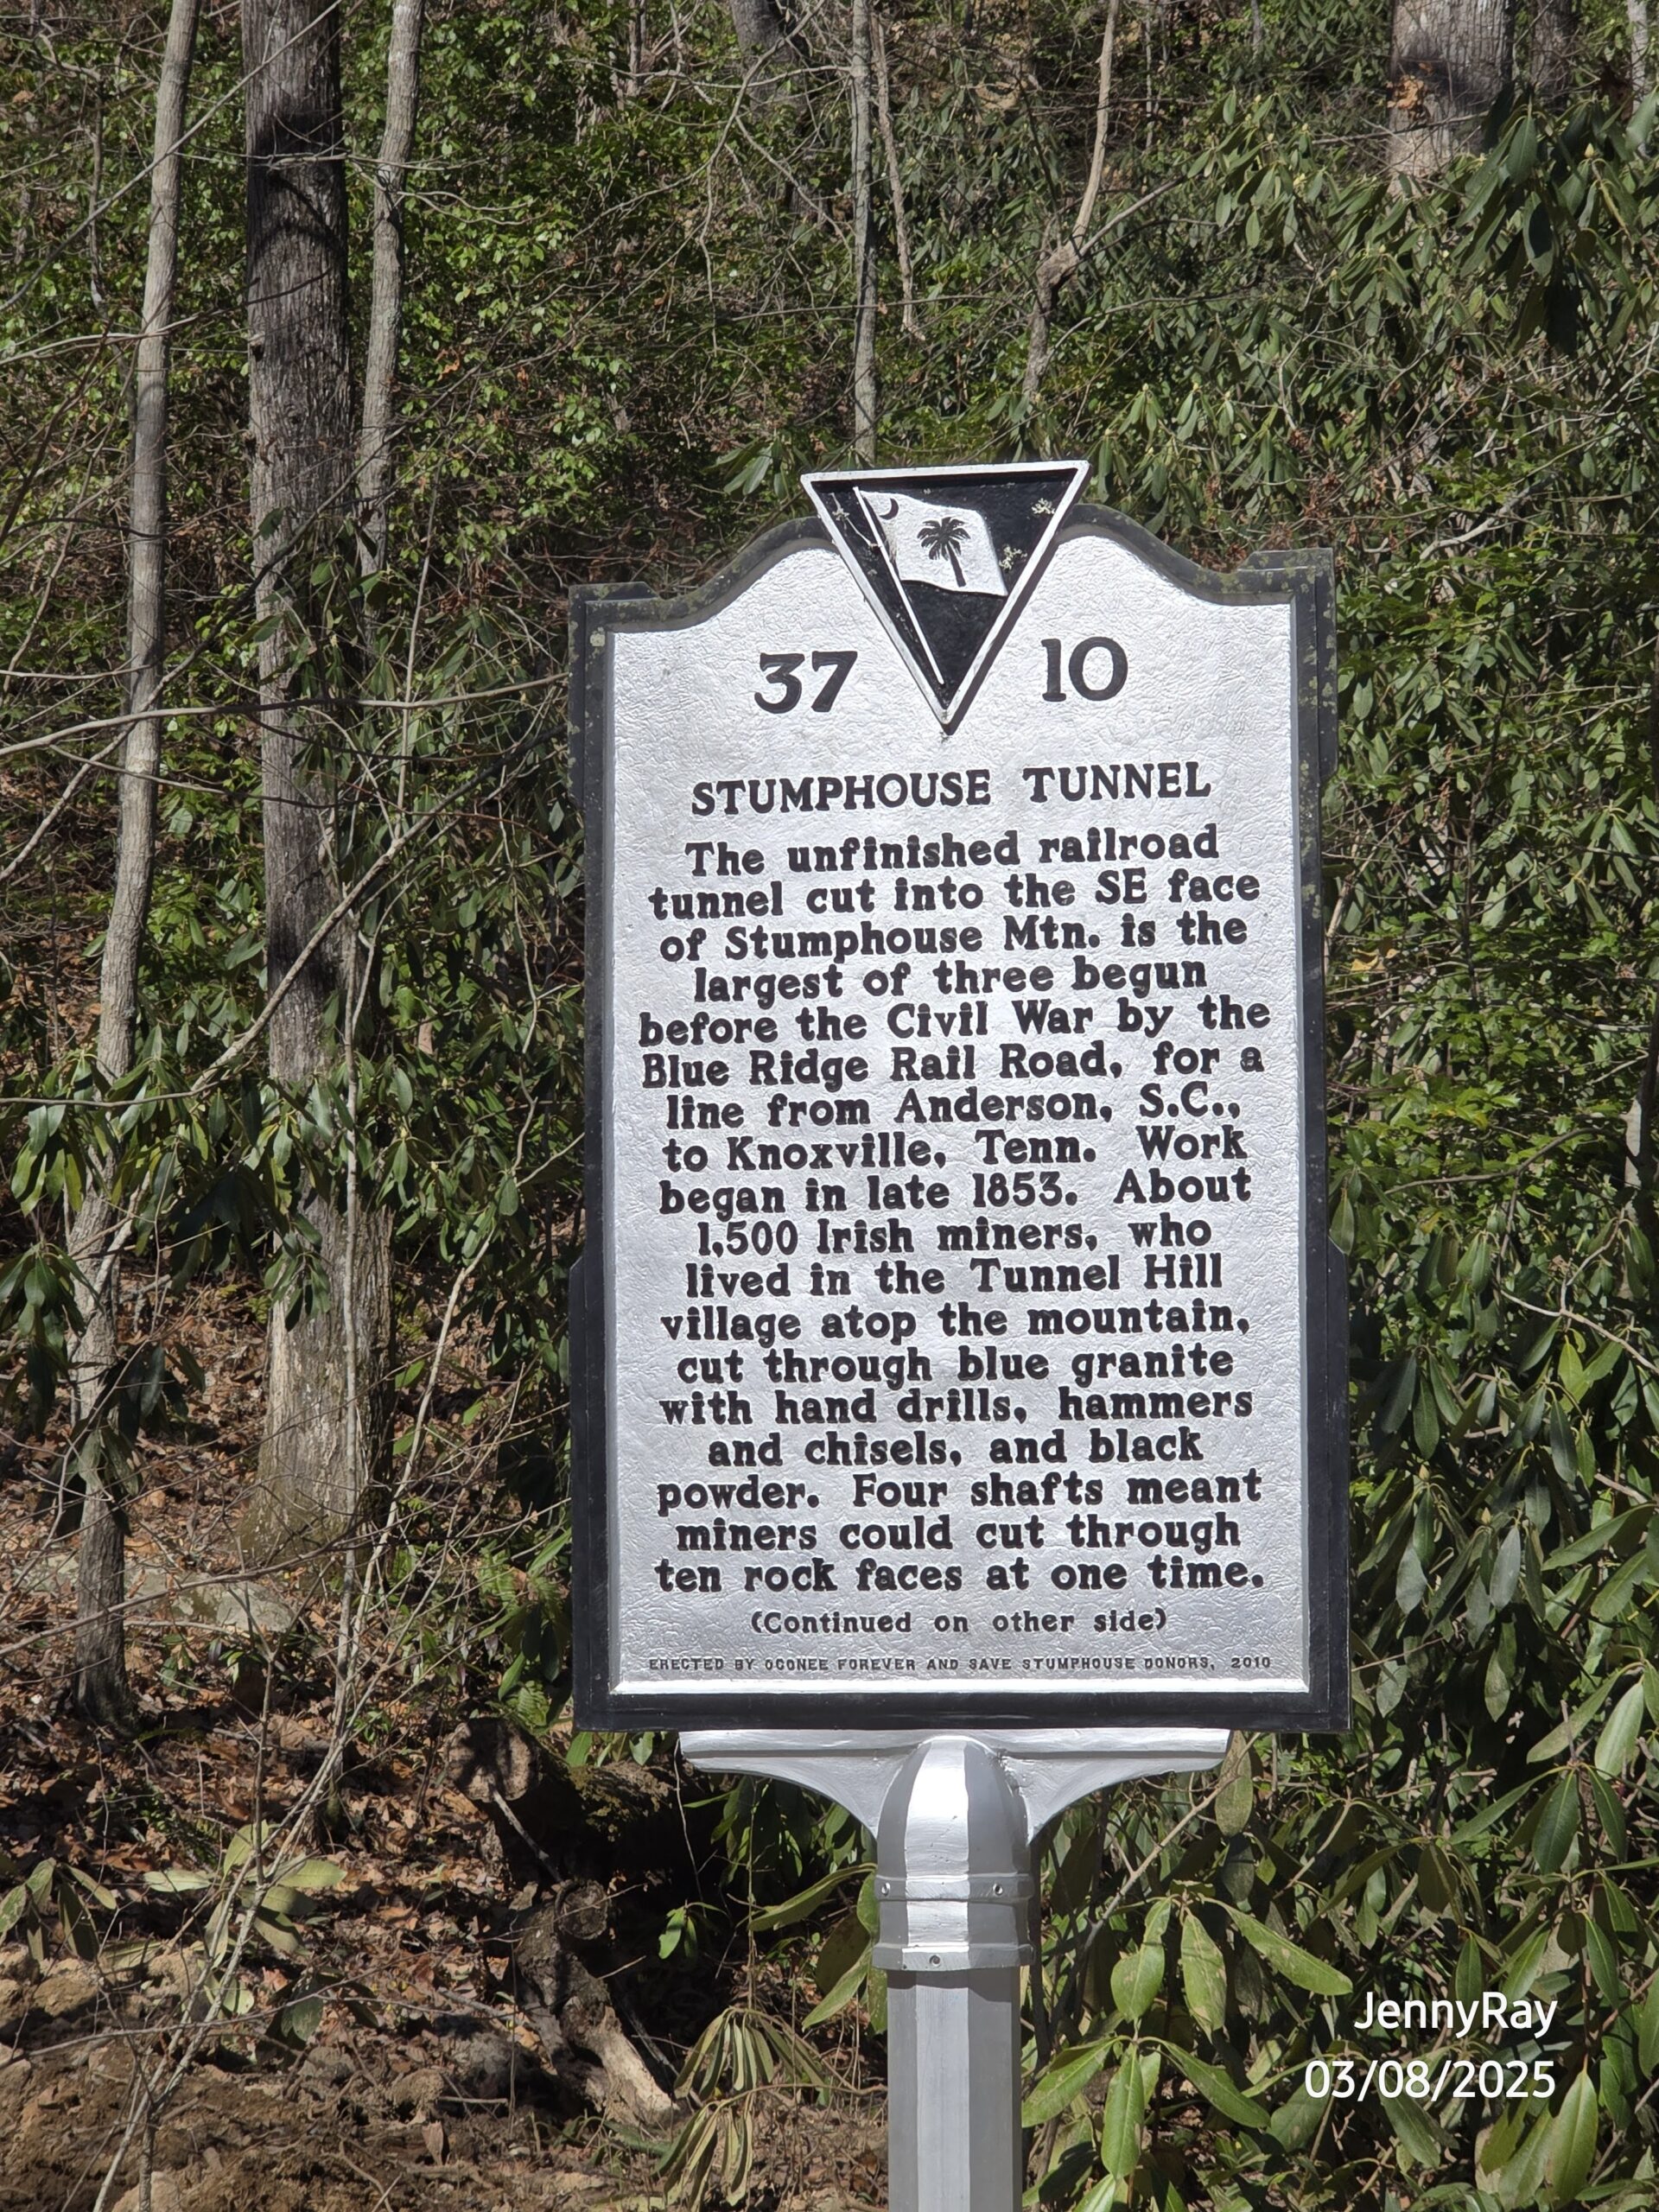 37 10
STUMPHOUSE TUNNEL
The unfinished railroad
tunnel cut into the SE face
of Stumphouse Mtn. is the
largest of three begun
before the Civil War by the
Blue Ridge Rail Road, for a
line from Anderson, S.C.,
to Knoxville, Tenn. Work
began in late 1853. About
1,500 Irish miners, who
lived in the Tunnel Hill
village atop the mountain,
cut through blue granite
with hand drills, hammers
and chisels, and black
powder. Four shafts meant
miners could cut through
ten rock faces at one time.
(Continued on other side)
ERECTED BY OCONEE FOREVER AND SAVE STUMPHOUSE DONORS, 2010
JennyRay
03/08/2025